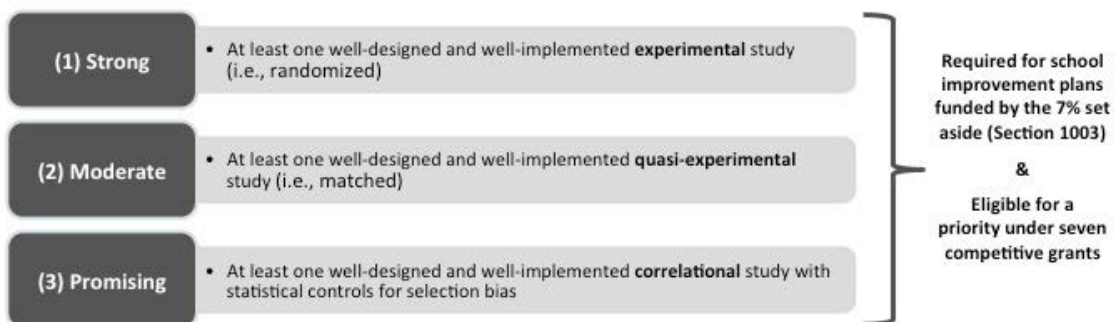 (1) Strong
• At least one well-designed and well-implemented experimental study
(i.e., randomized)
(2) Moderate
• At least one well-designed and well-implemented quasi-experimental
study (i.e., matched)
(3) Promising
• At least one well-designed and well-implemented correlational study with
statistical controls for selection bias
Required for school
improvement plans
funded by the 7% set
aside (Section 1003)
&
Eligible for a
priority under seven
competitive grants